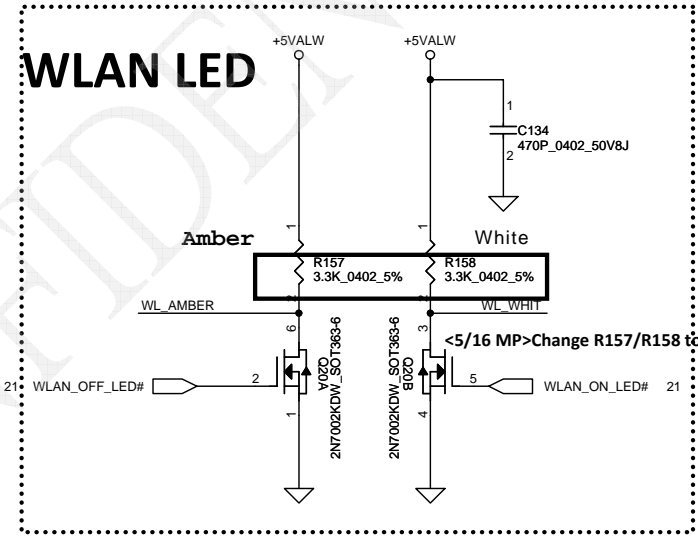 +5VALW
+5VALW
WLAN LED
1
C134
470P_0402_50V8J
2
Amber
1
1
White
R157
3.3K_0402_5%
R158
3.3K_0402_5%
2
2
WL_AMBER
WL_WHIT
6
3
<5/16 MP>Change R157/R158 to
Q20A
2N7002KDW_SOT363-6
2N7002KDW_SOT363-6
Q20B
21
WLAN_OFF_LED#
2
5
WLAN_ON_LED#
21
1
4